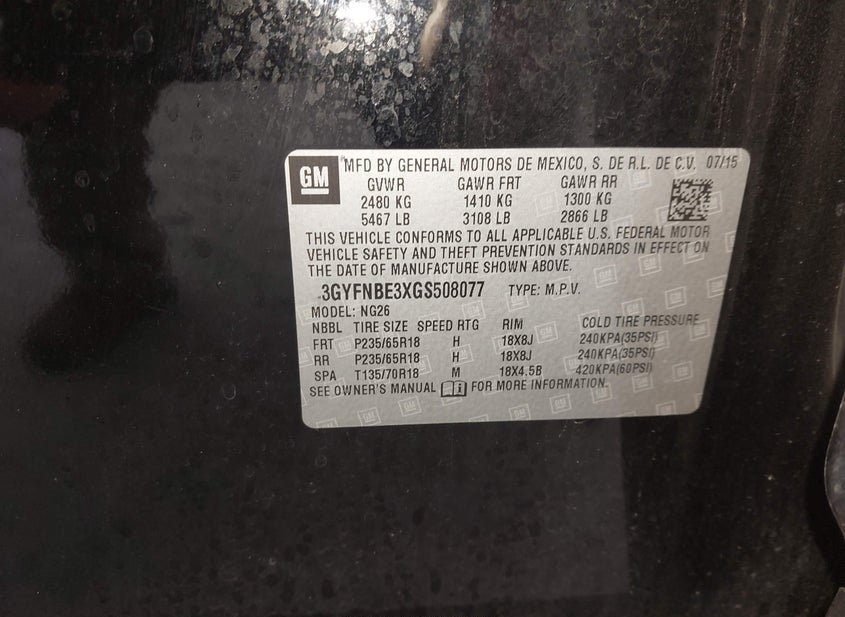 GM
MFD BY GENERAL MOTORS DE MEXICO, S. DE R.L. DE C.V. 07/15
GVWR GAWR FRT GAWR RR
2480 KG 1410 KG 1300 KG
5467 LB 3108 LB 2866 LB
THIS VEHICLE CONFORMS TO ALL APPLICABLE U.S. FEDERAL MOTOR
VEHICLE SAFETY AND THEFT PREVENTION STANDARDS IN EFFECT ON
THE DATE OF MANUFACTURE SHOWN ABOVE.
3GYFNBE3XGS508077 TYPE: M.P.V.
MODEL: NG26
NBBL TIRE SIZE SPEED RTG RIM COLD TIRE PRESSURE
FRT P235/65R18 H 18X8J 240KPA(35PSI)
RR P235/65R18 H 18X8J 240KPA(35PSI)
SPA T135/70R18 M 18X4.5B 420KPA(60PSI)
SEE OWNER'S MANUAL FOR MORE INFORMATION.